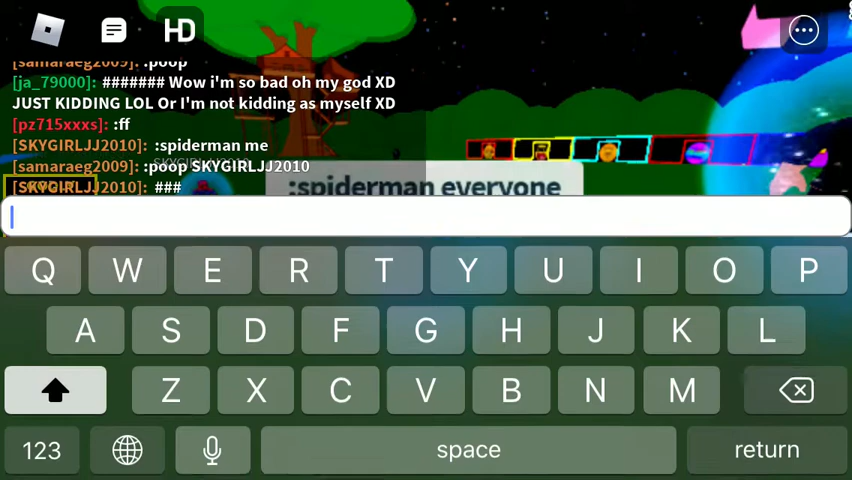 HD
[samaraeg2009]: :poop
[ja_79000]: ####### Wow i'm so bad oh my god XD
JUST KIDDING LOL Or I'm not kidding as myself XD
[pz715xxxs]: :ff
[SKYGIRLJJ2010]: :spiderman me
SKYGIRLJJ2010
[samaraeg2009]: :poop SKYGIRLJJ2010
[SKYGIRLJJ2010]: ###
:spiderman everyone
Q W E R T Y U I O P
A S D F G H J K L
Z X C V B N M
123 space return